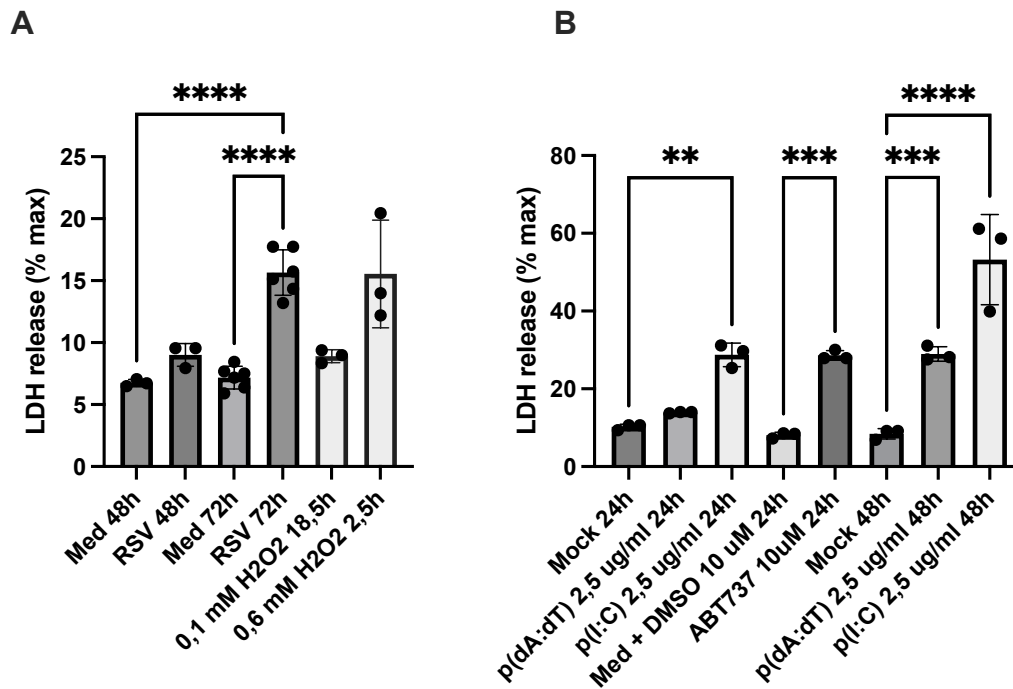 A
B
****
****
25
20
15
10
5
0
LDH release (% max)
Med 48h
RSV 48h
Med 72h
RSV 72h
0,1 mM H2O2 18,5h
0,6 mM H2O2 2,5h
****
**
***
***
80
60
40
20
0
LDH release (% max)
Mock 24h
p(dA:dT) 2,5 ug/ml 24h
p(I:C) 2,5 ug/ml 24h
Med + DMSO 10 uM 24h
ABT737 10uM 24h
Mock 48h
p(dA:dT) 2,5 ug/ml 48h
p(I:C) 2,5 ug/ml 48h